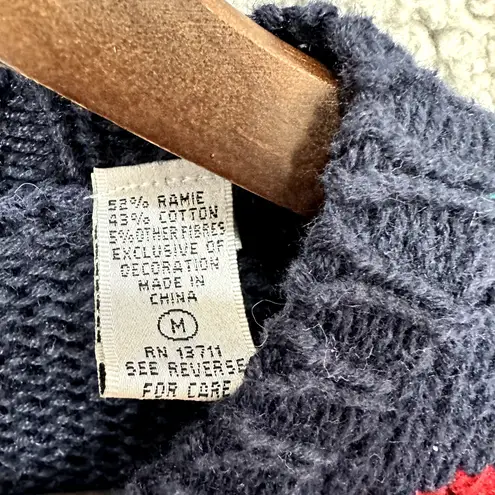 52% RAMIE
43% COTTON
5% OTHER FIBRES
EXCLUSIVE OF
DECORATION
MADE IN
CHINA
M
RN 13711
SEE REVERSE
FOR CARE